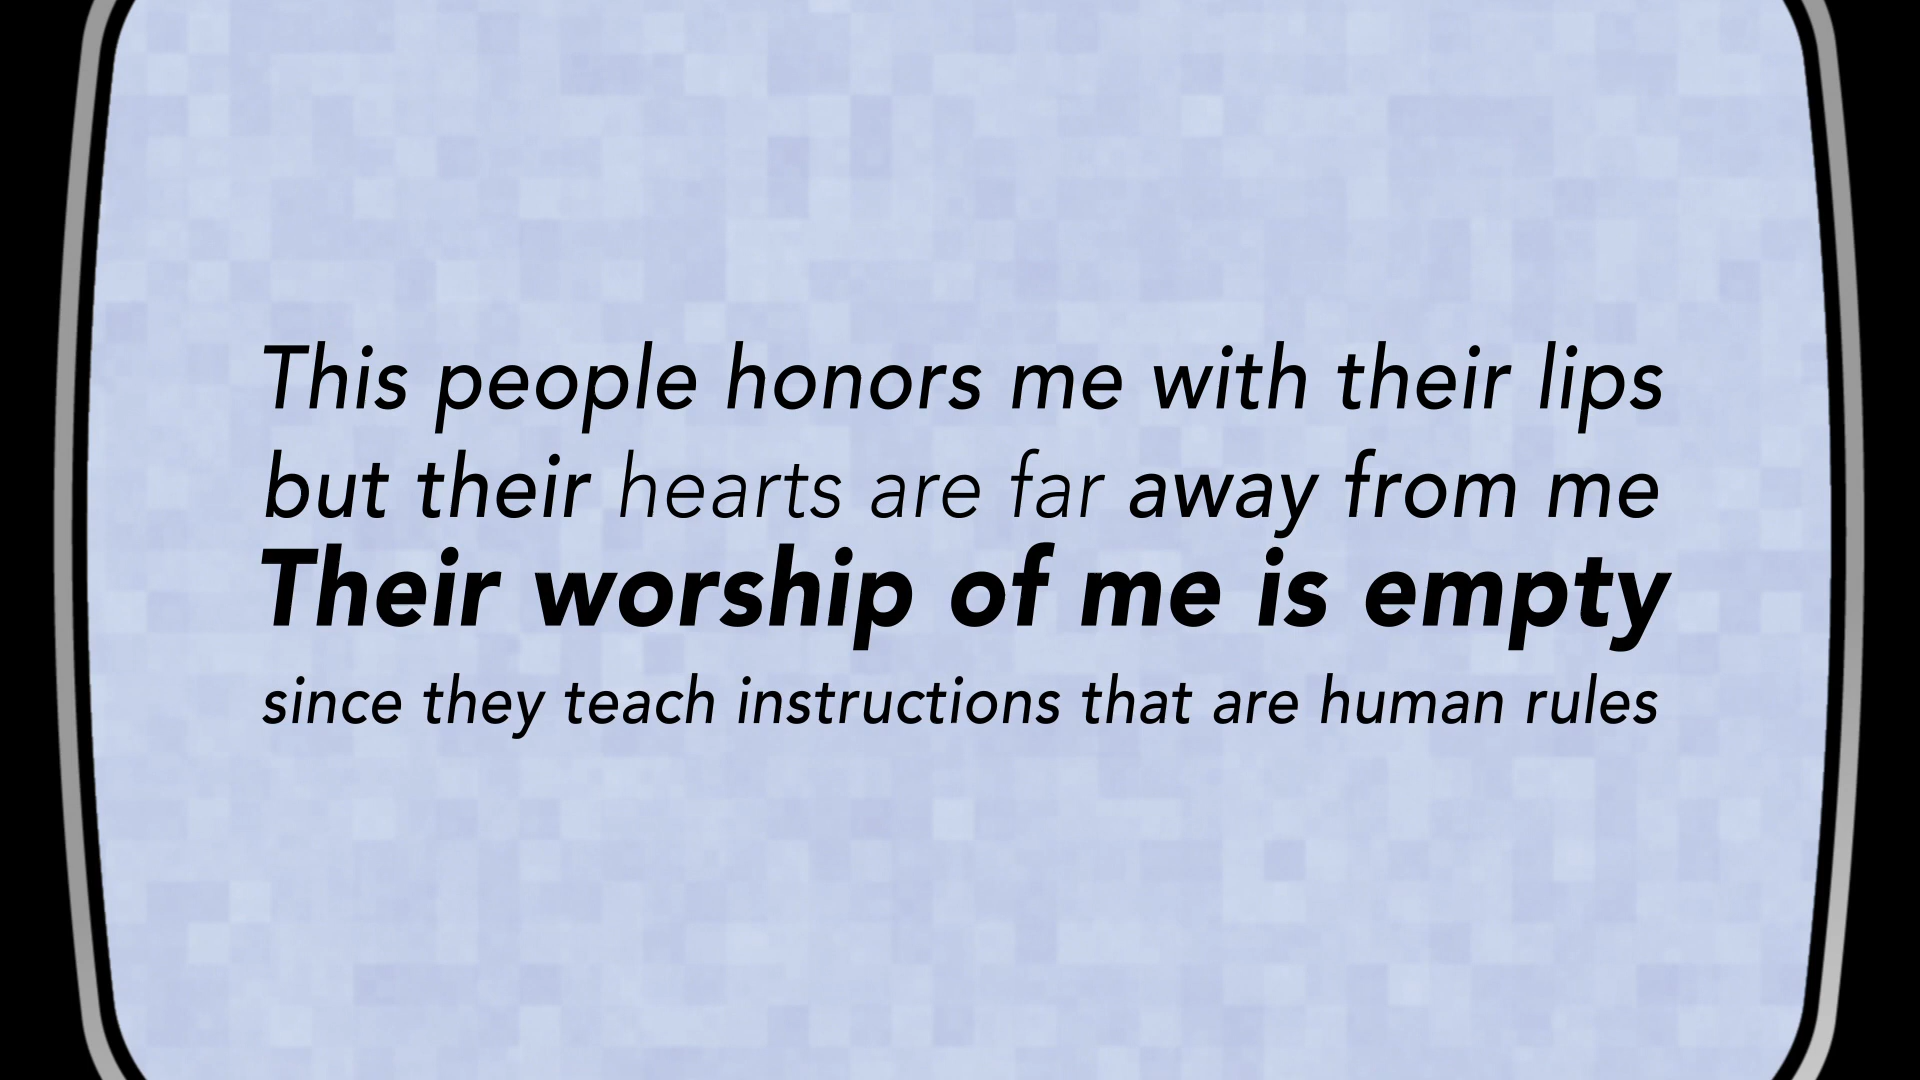 This people honors me with their lips
but their hearts are far away from me
Their worship of me is empty
since they teach instructions that are human rules